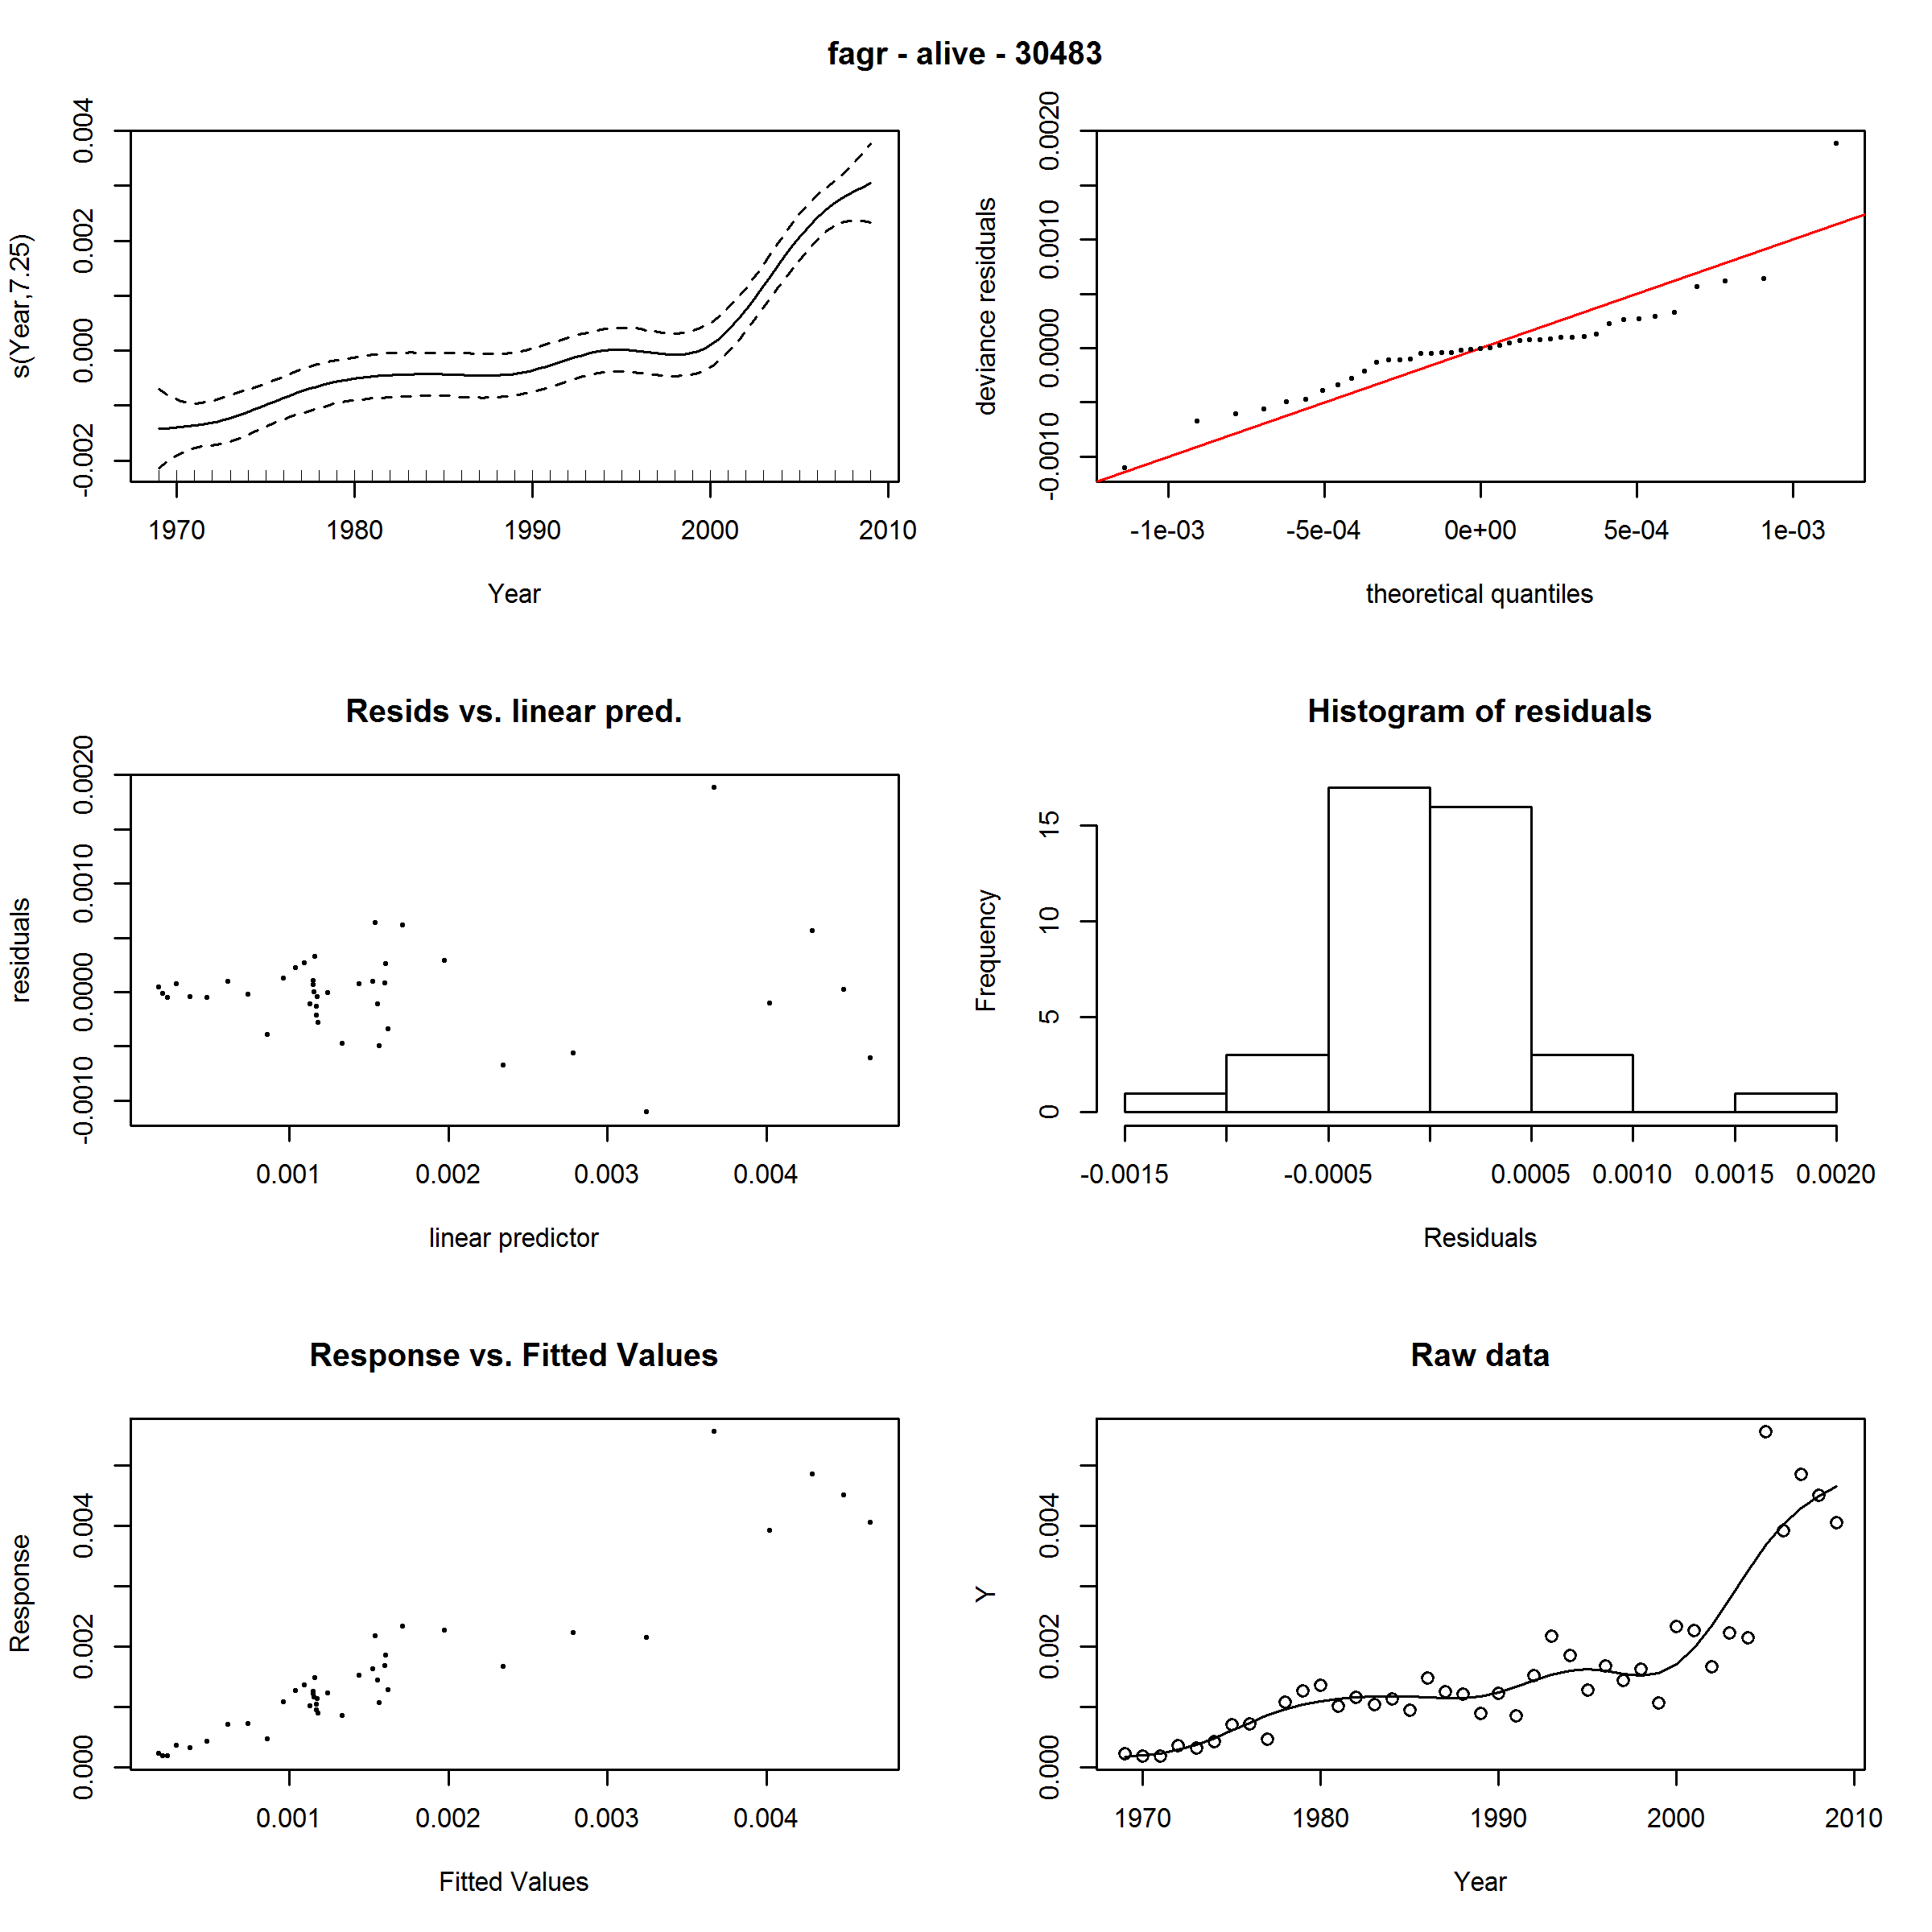 fagr - alive - 30483
s(Year,7.25)
-0.002 0.000 0.002 0.004
1970 1980 1990 2000 2010
Year
deviance residuals
-0.0010 0.0000 0.0010 0.0020
-1e-03 -5e-04 0e+00 5e-04 1e-03
theoretical quantiles
Resids vs. linear pred.
residuals
-0.0010 0.0000 0.0010 0.0020
0.001 0.002 0.003 0.004
linear predictor
Histogram of residuals
Frequency
0 5 10 15
-0.0015 -0.0005 0.0005 0.0010 0.0015 0.0020
Residuals
Response vs. Fitted Values
Response
0.000 0.002 0.004
0.001 0.002 0.003 0.004
Fitted Values
Raw data
Y
0.000 0.002 0.004
1970 1980 1990 2000 2010
Year